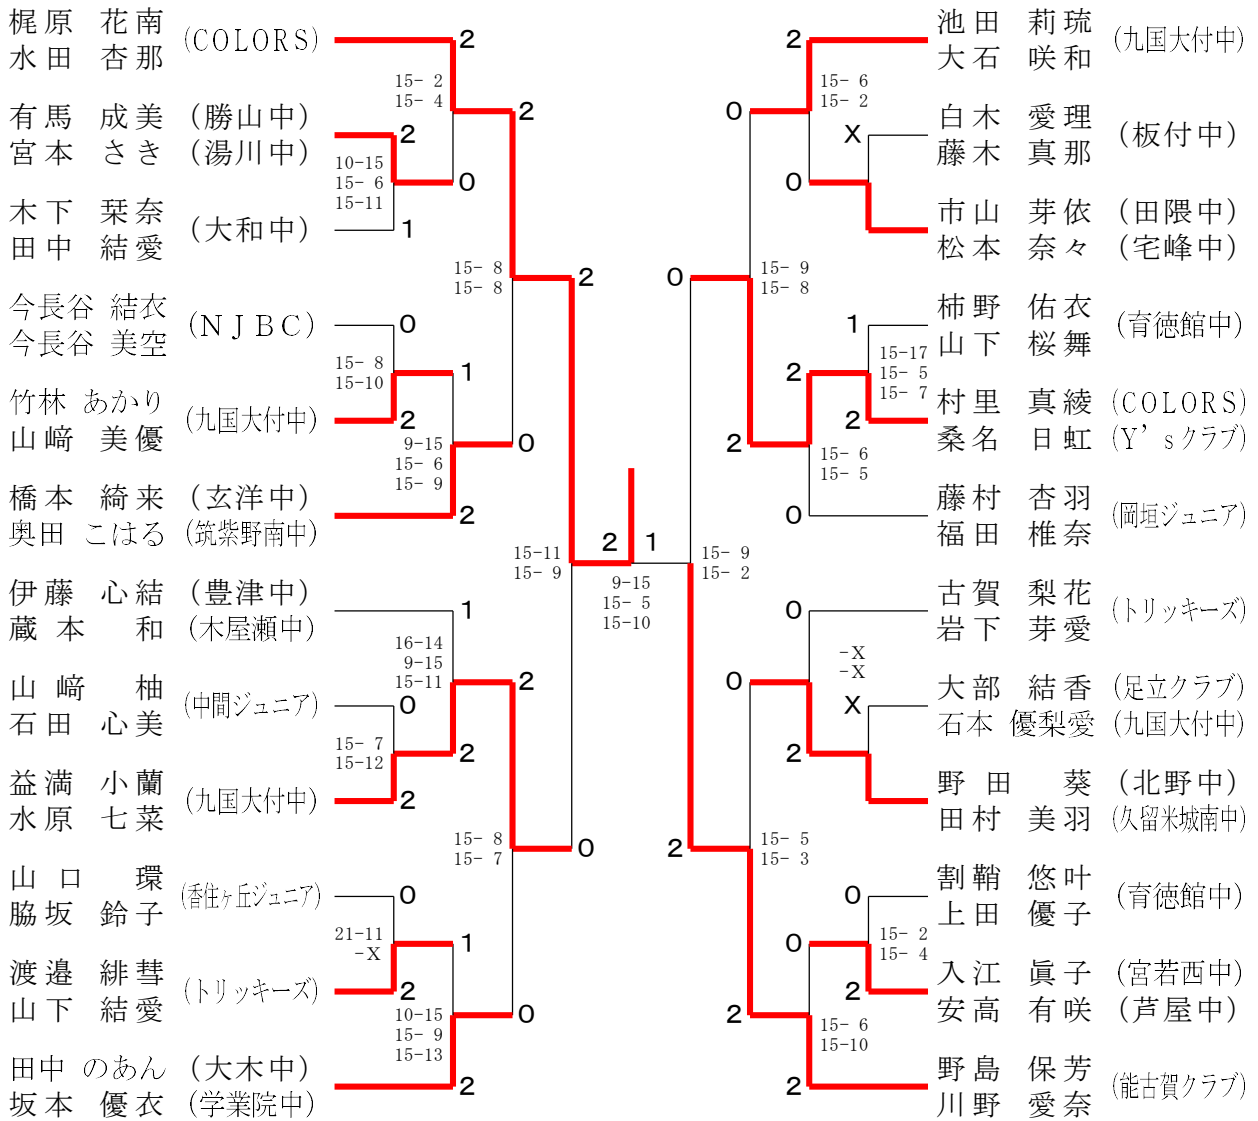 梶原 花南 (COLORS)
水田 杏那
有馬 成美 (勝山中)
宮本 さき (湯川中)
木下 栞奈 (大和中)
田中 結愛
今長谷 結衣 (NJBC)
今長谷 美空
竹林 あかり (九国大付中)
山﨑 美優
橋本 綺来 (玄洋中)
奥田 こはる (筑紫野南中)
伊藤 心結 (豊津中)
蔵本 和 (木屋瀬中)
山﨑 柚 (中間ジュニア)
石田 心美
益満 小蘭 (九国大付中)
水原 七菜
山口 環 (香住ヶ丘ジュニア)
脇坂 鈴子
渡邉 緋彗 (トリッキーズ)
山下 結愛
田中 のあん (大木中)
坂本 優衣 (学業院中)
2
15- 2
15- 4
2
2
10-15
15- 6
15-11
0
1
15- 8
15- 8
2
0
15- 8
15-10
1
2
9-15
15- 6
15- 9
0
2
15-11
15- 9
1
16-14
9-15
15-11
0
2
15- 7
15-12
2
2
15- 8
15- 7
0
0
21-11
-X
1
2
10-15
15- 9
15-13
0
2
2 1
9-15
15- 5
15-10
池田 莉琉 (九国大付中)
大石 咲和
白木 愛理 (板付中)
藤木 真那
市山 芽依 (田隈中)
松本 奈々 (宅峰中)
柿野 佑衣 (育徳館中)
山下 桜舞
村里 真綾 (COLORS)
桑名 日虹 (Y’sクラブ)
藤村 杏羽 (岡垣ジュニア)
福田 椎奈
古賀 梨花 (トリッキーズ)
岩下 芽愛
大部 結香 (足立クラブ)
石本 優梨愛 (九国大付中)
野田 葵 (北野中)
田村 美羽 (久留米城南中)
割鞘 悠叶 (育徳館中)
上田 優子
入江 眞子 (宮若西中)
安高 有咲 (芦屋中)
野島 保芳 (能古賀クラブ)
川野 愛奈
2
15- 6
15- 2
0
X
0
0
15- 9
15- 8
1
15-17
15- 5
15- 7
2
2
2
15- 6
15- 5
0
15- 9
15- 2
0
-X
-X
0
X
2
2
15- 5
15- 3
0
0
15- 2
15- 4
2
2
15- 6
15-10
2